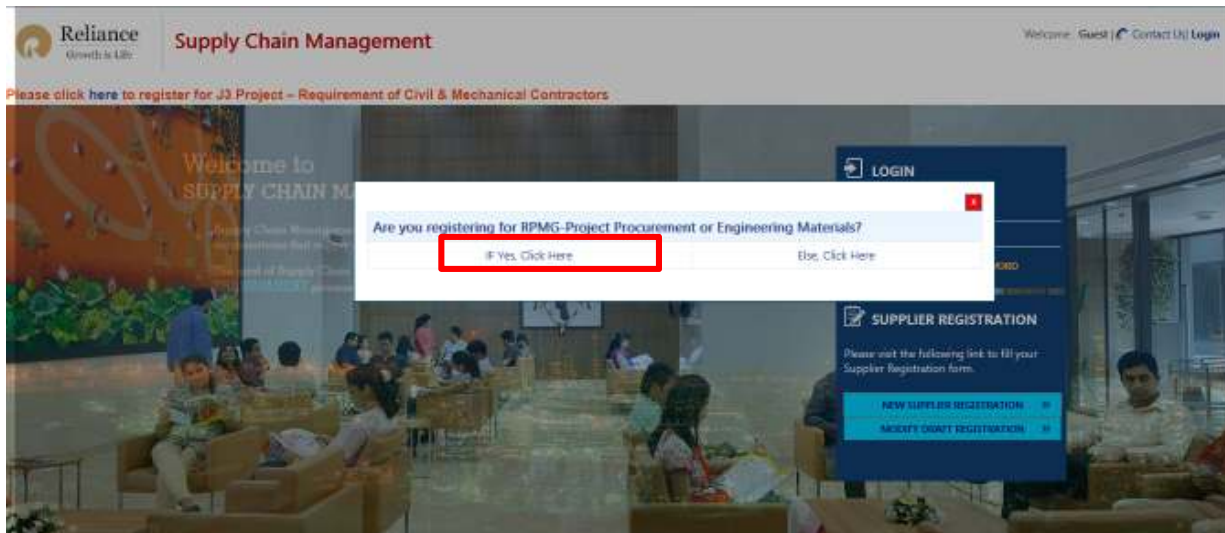 Reliance
Growth is Life
Supply Chain Management
Welcome: Guest | Contact Us| Login
Please click here to register for J3 Project – Requirement of Civil & Mechanical Contractors
Welcome to
SUPPLY CHAIN MA
LOGIN
Are you registering for RPMG-Project Procurement or Engineering Materials?
IF Yes, Click Here
Else, Click Here
SUPPLIER REGISTRATION
Please visit the following link to fill your
Supplier Registration form.
NEW SUPPLIER REGISTRATION
MODIFY DRAFT REGISTRATION